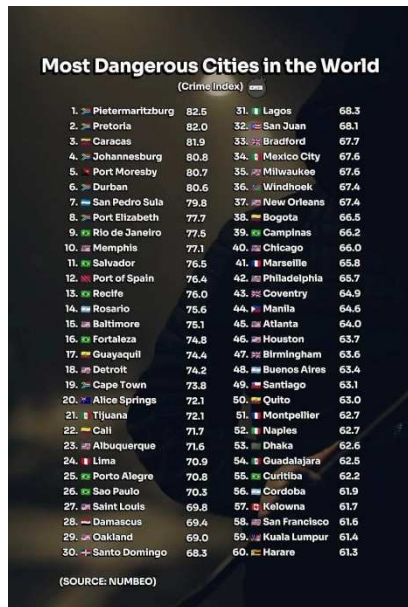 Most Dangerous Cities in the World
(Crime Index)
1. Pietermaritzburg 82.5
2. Pretoria 82.0
3. Caracas 81.9
4. Johannesburg 80.8
5. Port Moresby 80.7
6. Durban 80.6
7. San Pedro Sula 79.8
8. Port Elizabeth 77.7
9. Rio de Janeiro 77.5
10. Memphis 77.1
11. Salvador 76.5
12. Port of Spain 76.4
13. Recife 76.0
14. Rosario 75.6
15. Baltimore 75.1
16. Fortaleza 74.8
17. Guayaquil 74.4
18. Detroit 74.2
19. Cape Town 73.8
20. Alice Springs 72.1
21. Tijuana 72.1
22. Cali 71.7
23. Albuquerque 71.6
24. Lima 70.9
25. Porto Alegre 70.8
26. Sao Paulo 70.3
27. Saint Louis 69.8
28. Damascus 69.4
29. Oakland 69.0
30. Santo Domingo 68.3
31. Lagos 68.3
32. San Juan 68.1
33. Bradford 67.7
34. Mexico City 67.6
35. Milwaukee 67.6
36. Windhoek 67.4
37. New Orleans 67.4
38. Bogota 66.5
39. Campinas 66.2
40. Chicago 66.0
41. Marseille 65.8
42. Philadelphia 65.7
43. Coventry 64.9
44. Manila 64.6
45. Atlanta 64.0
46. Houston 63.7
47. Birmingham 63.6
48. Buenos Aires 63.4
49. Santiago 63.1
50. Quito 63.0
51. Montpellier 62.7
52. Naples 62.7
53. Dhaka 62.6
54. Guadalajara 62.5
55. Curitiba 62.2
56. Cordoba 61.9
57. Kelowna 61.7
58. San Francisco 61.6
59. Kuala Lumpur 61.4
60. Harare 61.3
(SOURCE: NUMBEO)